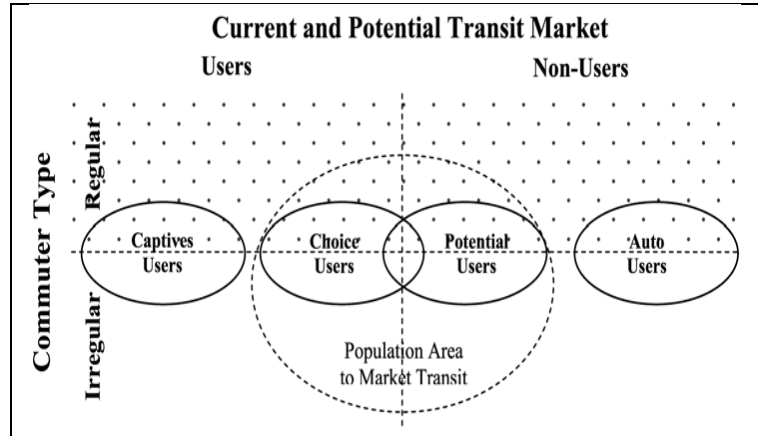 Current and Potential Transit Market
Users
Non-Users
Commuter Type
Regular
Irregular
Captives
Users
Choice
Users
Potential
Users
Auto
Users
Population Area
to Market Transit